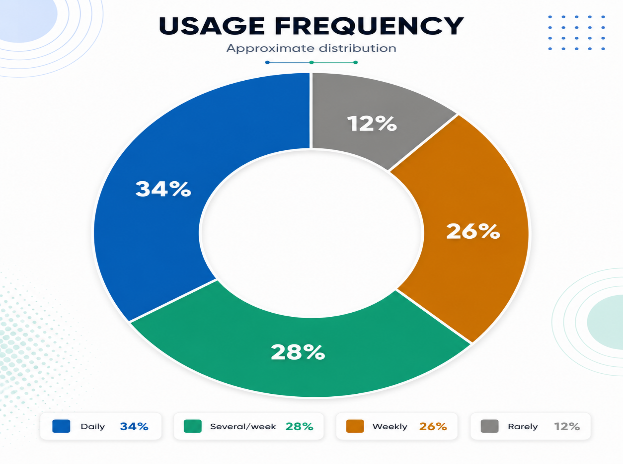 USAGE FREQUENCY
Approximate distribution
12%
34%
26%
28%
Daily 34% Several/week 28% Weekly 26% Rarely 12%